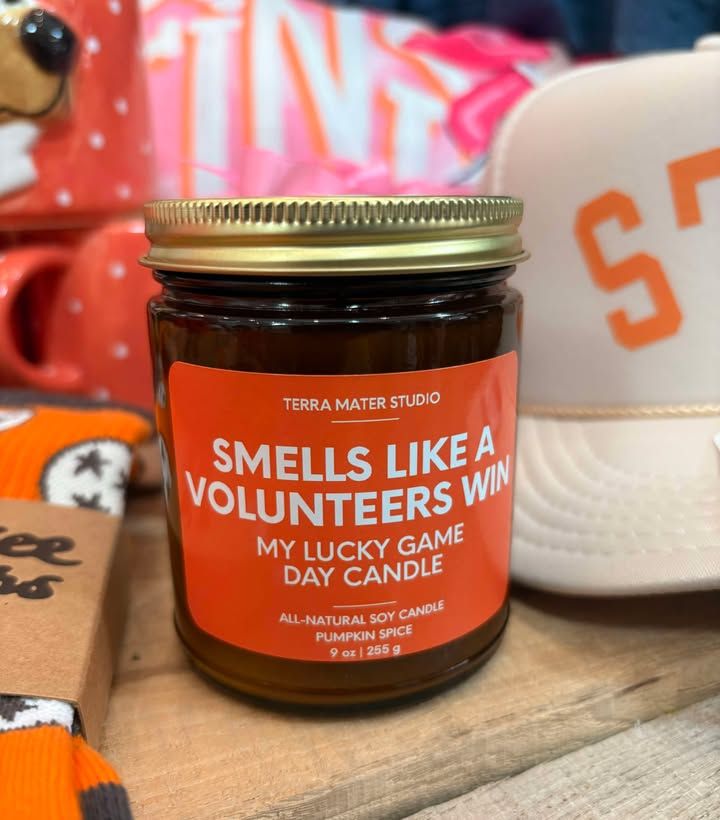 TERRA MATER STUDIO
SMELLS LIKE A
VOLUNTEERS WIN
MY LUCKY GAME
DAY CANDLE
ALL-NATURAL SOY CANDLE
PUMPKIN SPICE
9 oz | 255 g